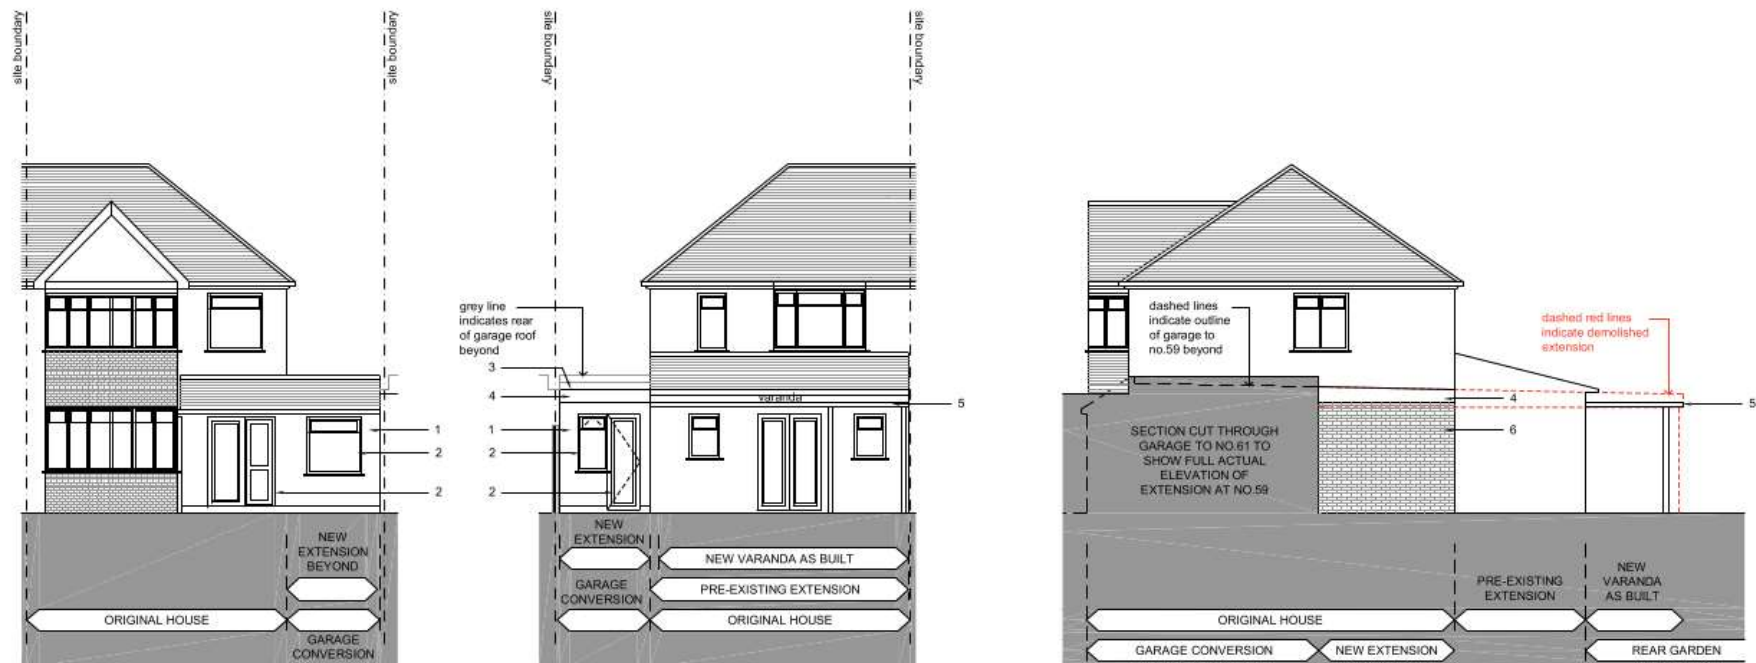 site boundary
site boundary
site boundary
site boundary
grey line
indicates rear
of garage roof
beyond
3
4
1
2
2
1
2
2
varanda
5
dashed lines
indicate outline
of garage to
no.59 beyond
dashed red lines
indicate demolished
extension
4
5
6
SECTION CUT THROUGH
GARAGE TO NO.61 TO
SHOW FULL ACTUAL
ELEVATION OF
EXTENSION AT NO.59
NEW
EXTENSION
BEYOND
ORIGINAL HOUSE
GARAGE
CONVERSION
NEW
EXTENSION
NEW VARANDA AS BUILT
GARAGE
CONVERSION
PRE-EXISTING EXTENSION
ORIGINAL HOUSE
PRE-EXISTING
EXTENSION
NEW
VARANDA
AS BUILT
ORIGINAL HOUSE
GARAGE CONVERSION
NEW EXTENSION
REAR GARDEN